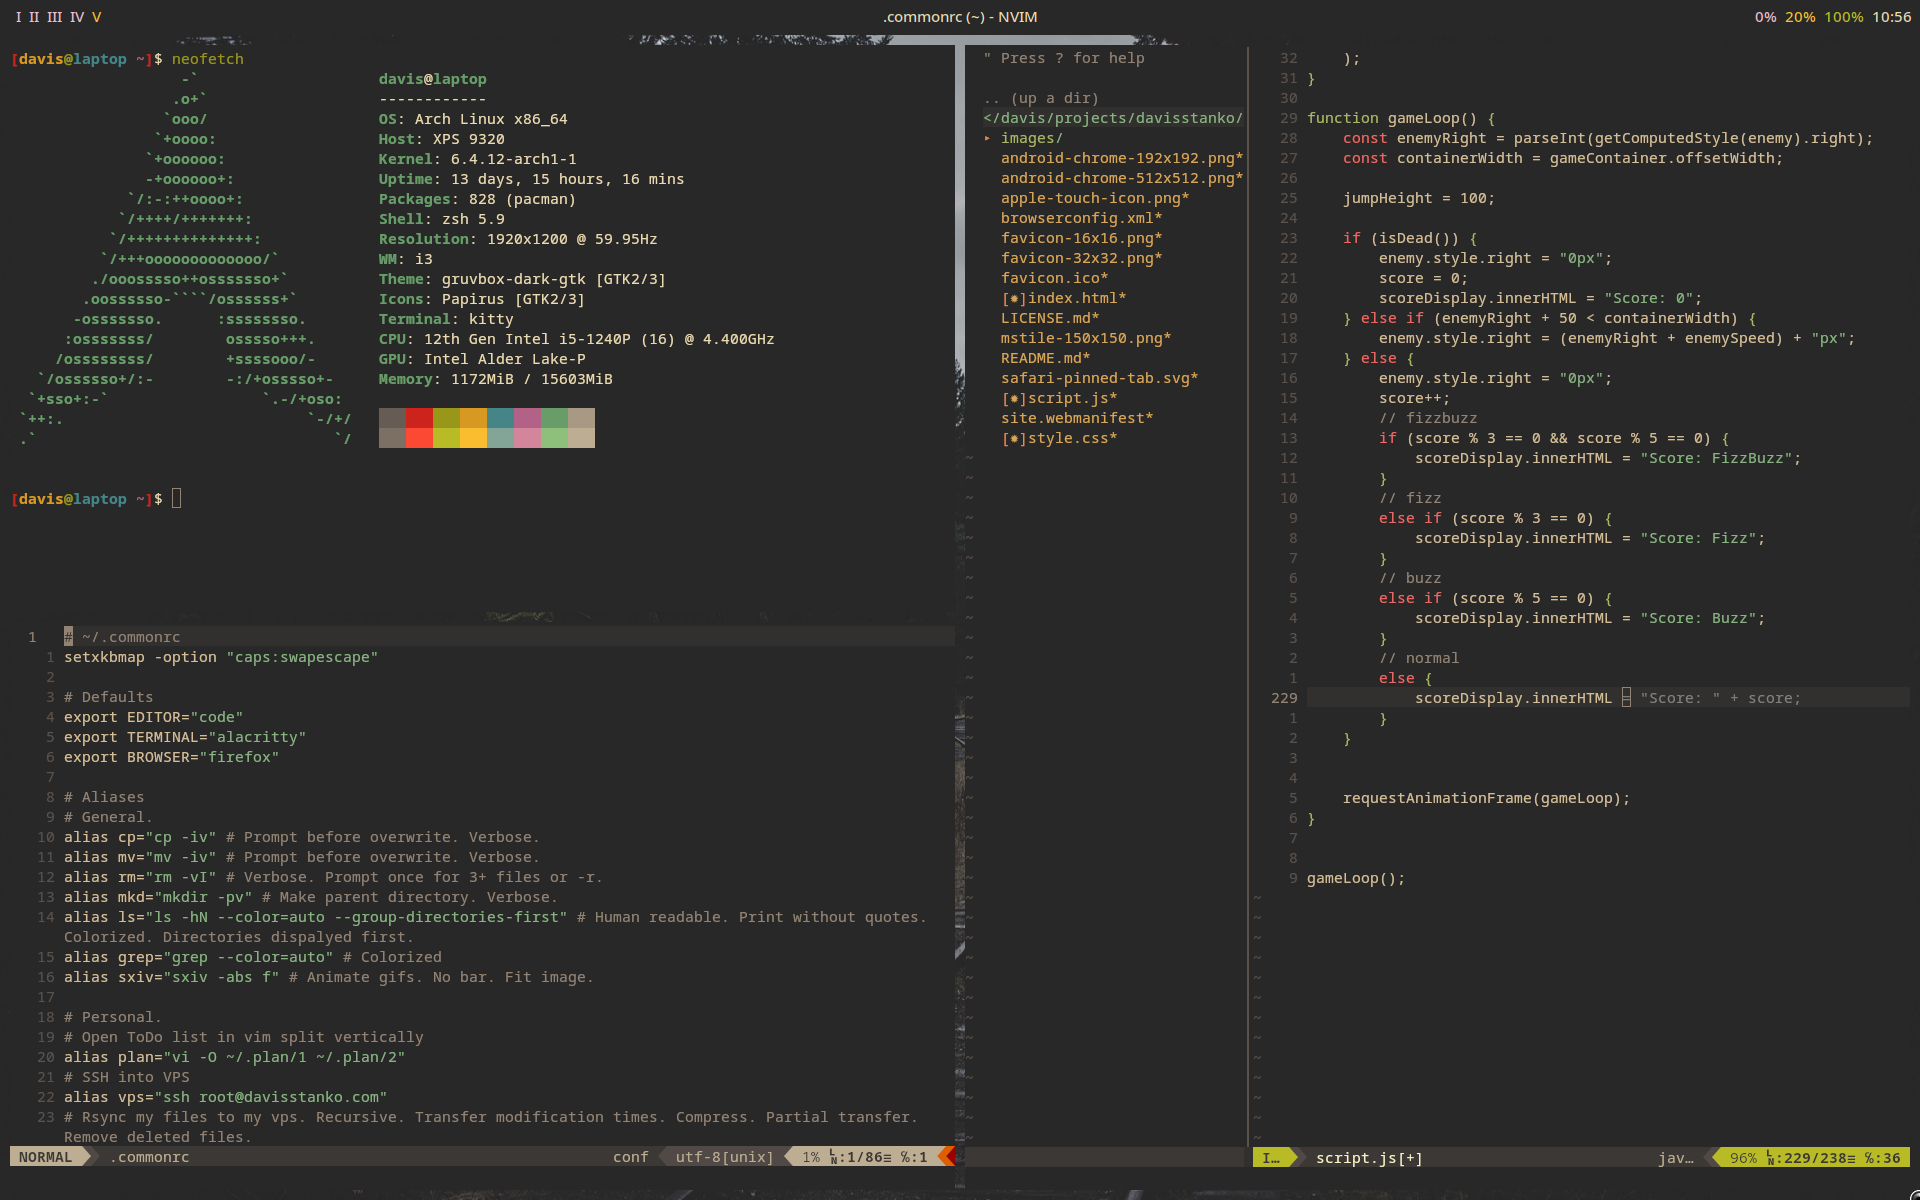 I II III IV V
.commonrc (~) - NVIM
0% 20% 100% 10:56
[davis@laptop ~]$ neofetch
-`
.o+`
`ooo/
`+oooo:
`+oooooo:
-+oooooo+:
`/:-:++oooo+:
`/++++/+++++++:
`/++++++++++++++:
`/+++ooooooooooooo/`
./ooosssso++osssssso+`
.oossssso-````/ossssss+`
-osssssso. :ssssssso.
:osssssss/ osssso+++.
/ossssssss/ +ssssooo/-
`/ossssso+/:- -:/+osssso+-
`+sso+:-` `.-/+oso:
`++:. `-/+/
.` `/
davis@laptop
------------
OS: Arch Linux x86_64
Host: XPS 9320
Kernel: 6.4.12-arch1-1
Uptime: 13 days, 15 hours, 16 mins
Packages: 828 (pacman)
Shell: zsh 5.9
Resolution: 1920x1200 @ 59.95Hz
WM: i3
Theme: gruvbox-dark-gtk [GTK2/3]
Icons: Papirus [GTK2/3]
Terminal: kitty
CPU: 12th Gen Intel i5-1240P (16) @ 4.400GHz
GPU: Intel Alder Lake-P
Memory: 1172MiB / 15603MiB
[davis@laptop ~]$
1 # ~/.commonrc
1 setxkbmap -option "caps:swapescape"
2
3 # Defaults
4 export EDITOR="code"
5 export TERMINAL="alacritty"
6 export BROWSER="firefox"
7
8 # Aliases
9 # General.
10 alias cp="cp -iv" # Prompt before overwrite. Verbose.
11 alias mv="mv -iv" # Prompt before overwrite. Verbose.
12 alias rm="rm -vI" # Verbose. Prompt once for 3+ files or -r.
13 alias mkd="mkdir -pv" # Make parent directory. Verbose.
14 alias ls="ls -hN --color=auto --group-directories-first" # Human readable. Print without quotes.
Colorized. Directories dispalyed first.
15 alias grep="grep --color=auto" # Colorized
16 alias sxiv="sxiv -abs f" # Animate gifs. No bar. Fit image.
17
18 # Personal.
19 # Open ToDo list in vim split vertically
20 alias plan="vi -O ~/.plan/1 ~/.plan/2"
21 # SSH into VPS
22 alias vps="ssh root@davisstanko.com"
23 # Rsync my files to my vps. Recursive. Transfer modification times. Compress. Partial transfer.
Remove deleted files.
NORMAL .commonrc conf utf-8[unix] 1% LN:1/86≡ %:1
" Press ? for help
.. (up a dir)
</davis/projects/davisstanko/
▸ images/
android-chrome-192x192.png*
android-chrome-512x512.png*
apple-touch-icon.png*
browserconfig.xml*
favicon-16x16.png*
favicon-32x32.png*
favicon.ico*
[✹]index.html*
LICENSE.md*
mstile-150x150.png*
README.md*
safari-pinned-tab.svg*
[✹]script.js*
site.webmanifest*
[✹]style.css*
32 );
31 }
30
29 function gameLoop() {
28 const enemyRight = parseInt(getComputedStyle(enemy).right);
27 const containerWidth = gameContainer.offsetWidth;
26
25 jumpHeight = 100;
24
23 if (isDead()) {
22 enemy.style.right = "0px";
21 score = 0;
20 scoreDisplay.innerHTML = "Score: 0";
19 } else if (enemyRight + 50 < containerWidth) {
18 enemy.style.right = (enemyRight + enemySpeed) + "px";
17 } else {
16 enemy.style.right = "0px";
15 score++;
14 // fizzbuzz
13 if (score % 3 == 0 && score % 5 == 0) {
12 scoreDisplay.innerHTML = "Score: FizzBuzz";
11 }
10 // fizz
9 else if (score % 3 == 0) {
8 scoreDisplay.innerHTML = "Score: Fizz";
7 }
6 // buzz
5 else if (score % 5 == 0) {
4 scoreDisplay.innerHTML = "Score: Buzz";
3 }
2 // normal
1 else {
229 scoreDisplay.innerHTML = "Score: " + score;
1 }
2 }
3
4
5 requestAnimationFrame(gameLoop);
6 }
7
8
9 gameLoop();
I… script.js[+] jav… 96% LN:229/238≡ %:36